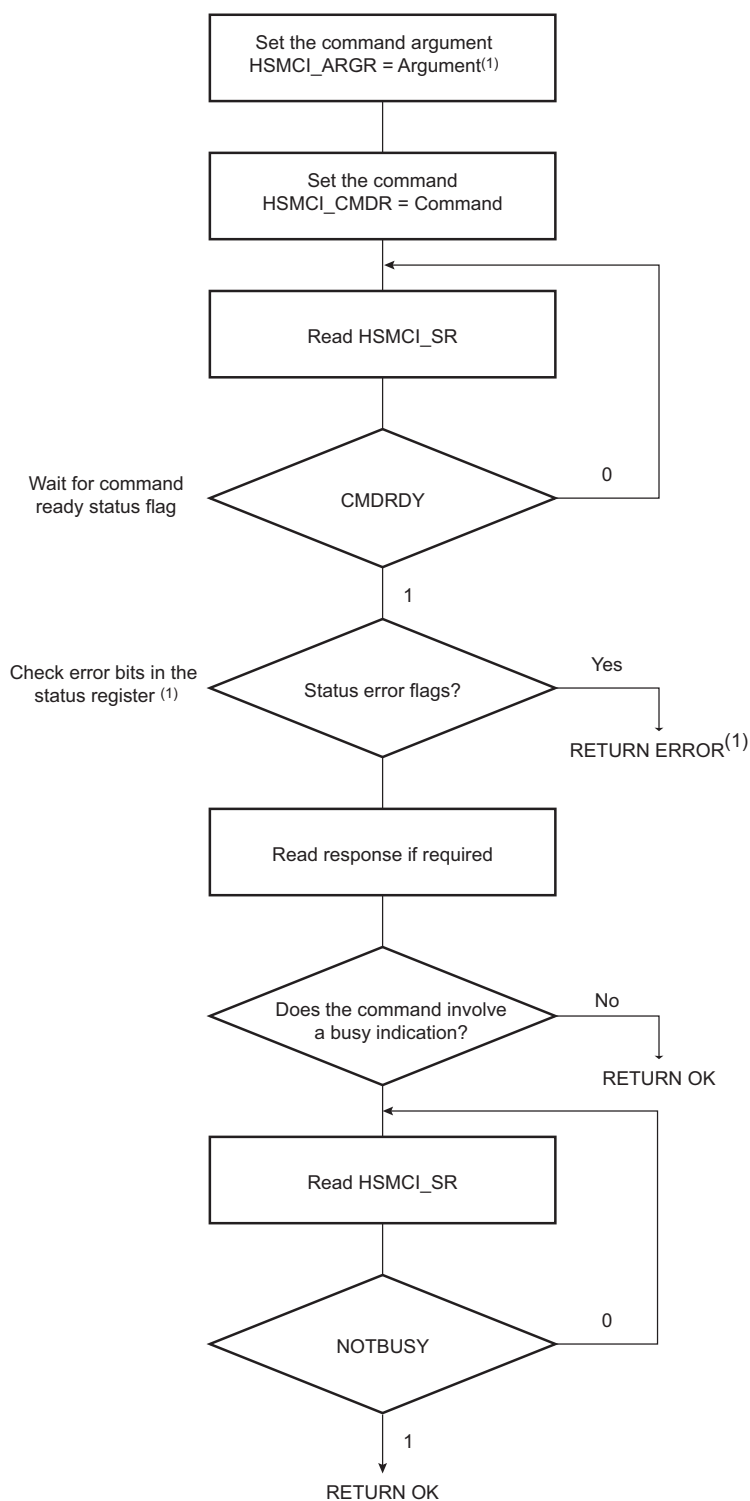 Set the command argument
HSMCI_ARGR = Argument(1)
Set the command
HSMCI_CMDR = Command
Read HSMCI_SR
Wait for command
ready status flag
CMDRDY
0
1
Check error bits in the
status register (1)
Status error flags?
Yes
RETURN ERROR(1)
Read response if required
Does the command involve
a busy indication?
No
RETURN OK
Read HSMCI_SR
NOTBUSY
0
1
RETURN OK